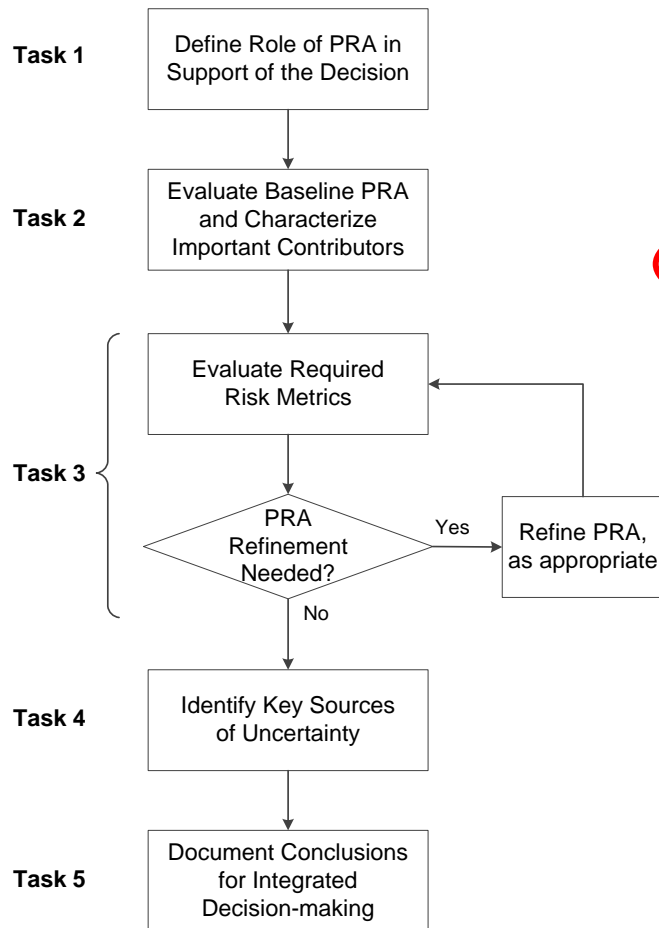 Task 1
Define Role of PRA in
Support of the Decision
Task 2
Evaluate Baseline PRA
and Characterize
Important Contributors
Task 3
Evaluate Required
Risk Metrics
PRA
Refinement
Needed?
Yes
Refine PRA,
as appropriate
No
Task 4
Identify Key Sources
of Uncertainty
Task 5
Document Conclusions
for Integrated
Decision-making